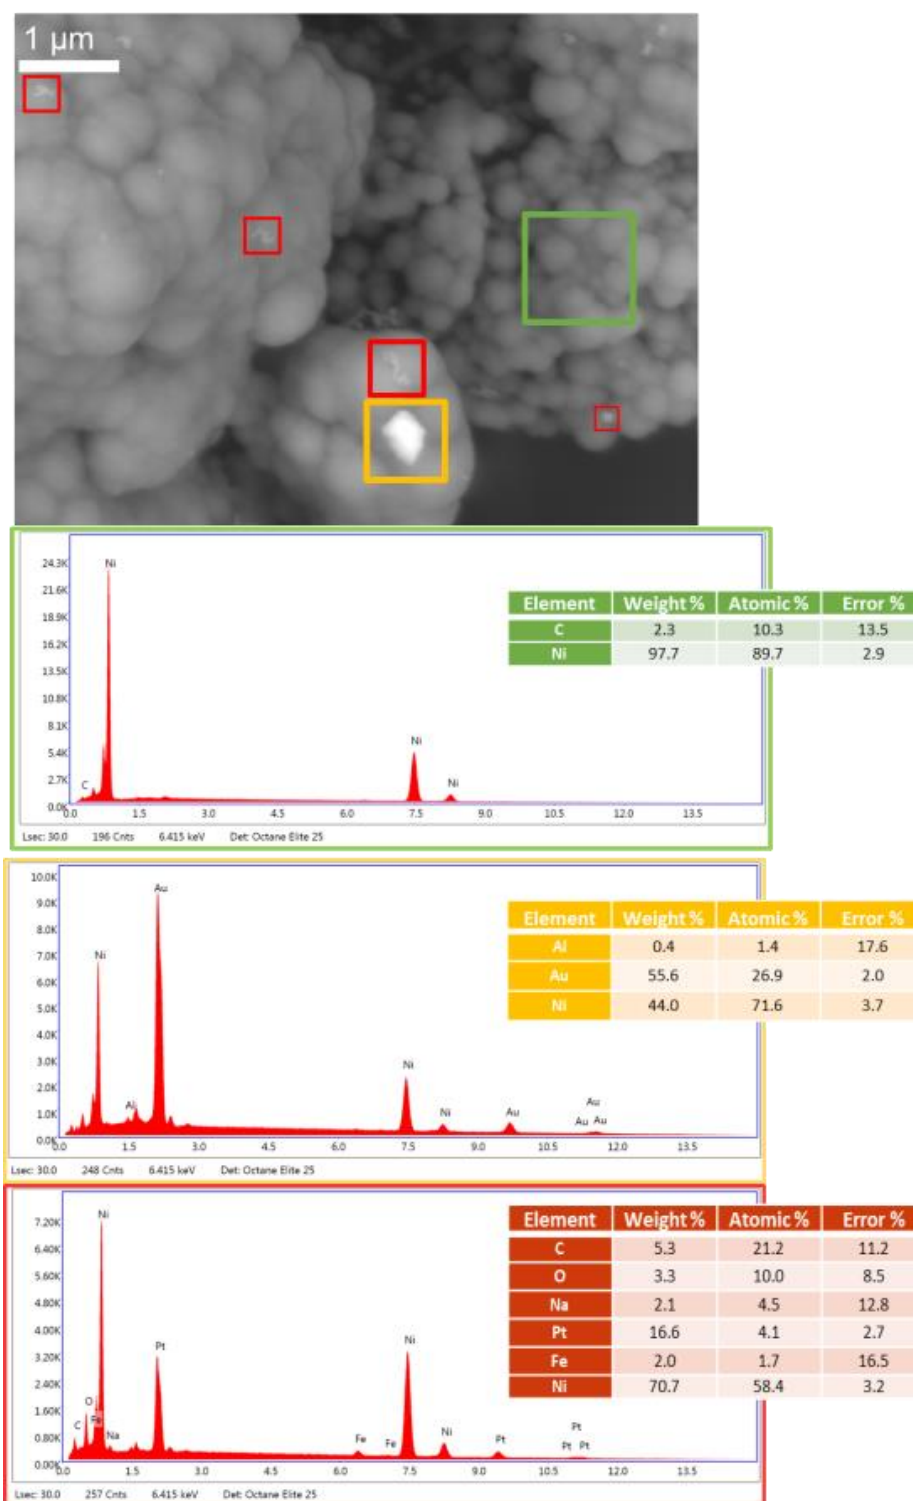 1 µm
24.3K
Ni
21.6K
Element Weight % Atomic % Error %
18.9K
C 2.3 10.3 13.5
16.2K
Ni 97.7 89.7 2.9
13.5K
10.8K
8.1K
Ni
5.4K
2.7K
C
Ni
0.0K
0.0 1.5 3.0 4.5 6.0 7.5 9.0 10.5 12.0 13.5
Lsec: 30.0 196 Cnts 6.415 keV Det: Octane Elite 25
10.0K
Au
9.0K
Element Weight % Atomic % Error %
8.0K
Al 0.4 1.4 17.6
7.0K
Ni
Au 55.6 26.9 2.0
6.0K
Ni 44.0 71.6 3.7
5.0K
4.0K
3.0K
Ni
2.0K
Al
Au
1.0K
Ni Au Au Au
0.0K
0.0 1.5 3.0 4.5 6.0 7.5 9.0 10.5 12.0 13.5
Lsec: 30.0 248 Cnts 6.415 keV Det: Octane Elite 25
Ni
7.20K
Element Weight % Atomic % Error %
6.40K
C 5.3 21.2 11.2
5.60K
O 3.3 10.0 8.5
4.80K
Na 2.1 4.5 12.8
4.00K
Pt
Ni
Pt 16.6 4.1 2.7
3.20K
Fe 2.0 1.7 16.5
2.40K
Ni 70.7 58.4 3.2
1.60K
O
Fe
C
Na
0.80K
Fe Fe Ni Pt Pt Pt Pt
0.00K
0.0 1.5 3.0 4.5 6.0 7.5 9.0 10.5 12.0 13.5
Lsec: 30.0 257 Cnts 6.415 keV Det: Octane Elite 25